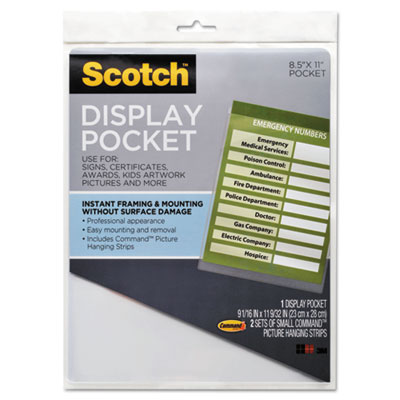 Scotch™
8.5" X 11"
POCKET
DISPLAY
POCKET
USE FOR:
SIGNS, CERTIFICATES,
AWARDS, KIDS ARTWORK
PICTURES AND MORE
INSTANT FRAMING & MOUNTING
WITHOUT SURFACE DAMAGE
• Professional appearance
• Easy mounting and removal
• Includes Command™ Picture
Hanging Strips
EMERGENCY NUMBERS
Emergency
Medical Services:
Poison Control:
Ambulance:
Fire Department:
Police Department:
Doctor:
Gas Company:
Electric Company:
Hospice:
1 DISPLAY POCKET
9 1/16 IN x 11 9/32 IN (23 cm x 28 cm)
2 SETS OF SMALL COMMAND™
PICTURE HANGING STRIPS
Command™
3M